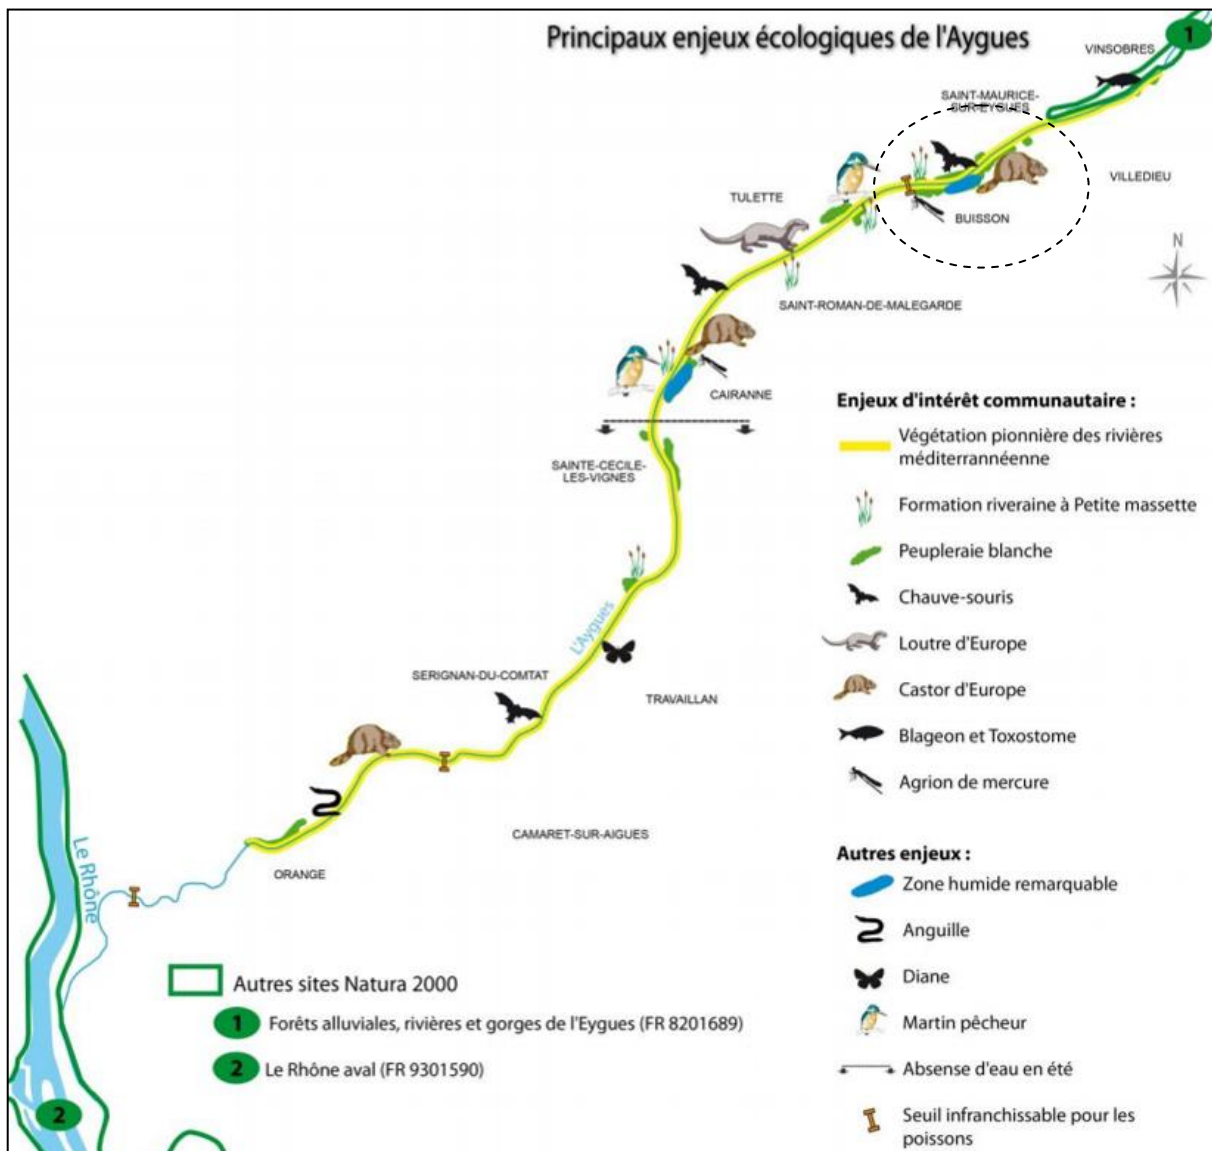 Principaux enjeux écologiques de l'Aygues
1
VINSOBRES
SAINT-MAURICE-
SUR-EYGUES
VILLEDIEU
TULETTE
BUISSON
N
SAINT-ROMAN-DE-MALEGARDE
CAIRANNE
SAINTE-CECILE-
LES-VIGNES
L'Aygues
SERIGNAN-DU-COMTAT
TRAVAILLAN
CAMARET-SUR-AIGUES
ORANGE
Le Rhône
2
Enjeux d'intérêt communautaire :
Végétation pionnière des rivières
méditerrannéenne
Formation riveraine à Petite massette
Peupleraie blanche
Chauve-souris
Loutre d'Europe
Castor d'Europe
Blageon et Toxostome
Agrion de mercure
Autres enjeux :
Zone humide remarquable
Anguille
Diane
Martin pêcheur
Absense d'eau en été
Seuil infranchissable pour les
poissons
Autres sites Natura 2000
1 Forêts alluviales, rivières et gorges de l'Eygues (FR 8201689)
2 Le Rhône aval (FR 9301590)